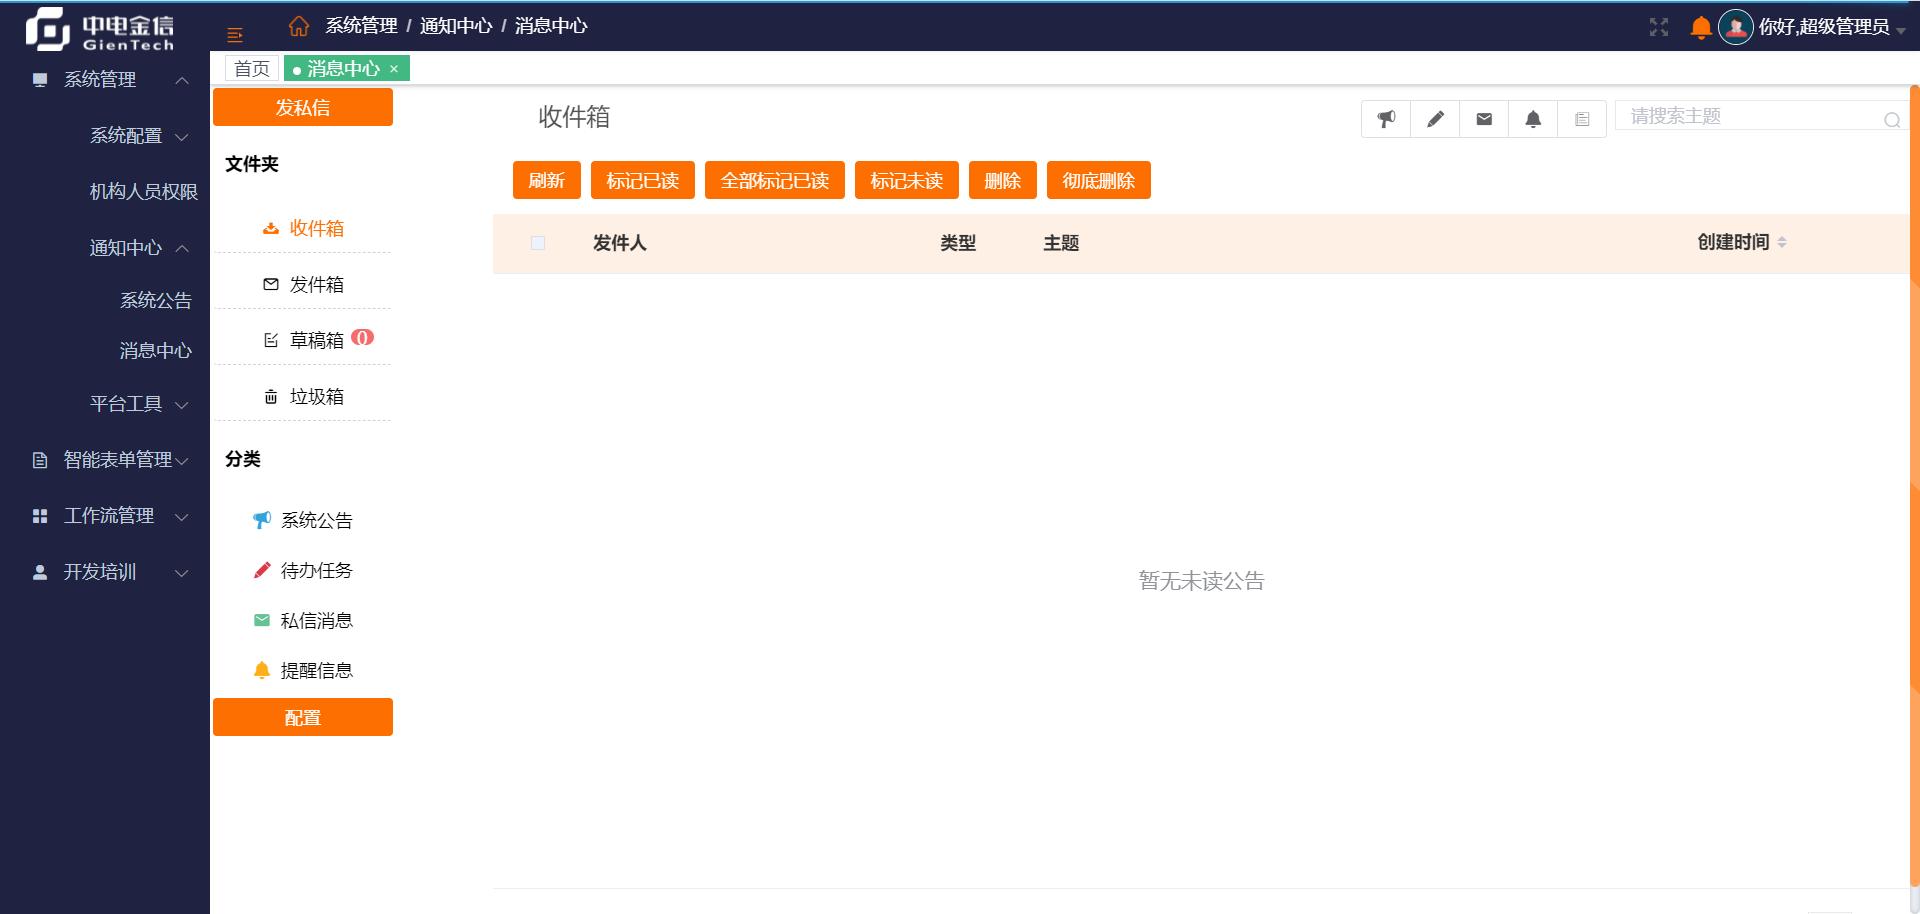 中电金信
GienTech
系统管理 / 通知中心 / 消息中心
你好,超级管理员
首页
消息中心 ×
系统管理
系统配置
机构人员权限
通知中心
系统公告
消息中心
平台工具
智能表单管理
工作流管理
开发培训
发私信
文件夹
收件箱
发件箱
草稿箱 0
垃圾箱
分类
系统公告
待办任务
私信消息
提醒信息
配置
收件箱
请搜索主题
刷新 标记已读 全部标记已读 标记未读 删除 彻底删除
发件人 类型 主题 创建时间
暂无未读公告